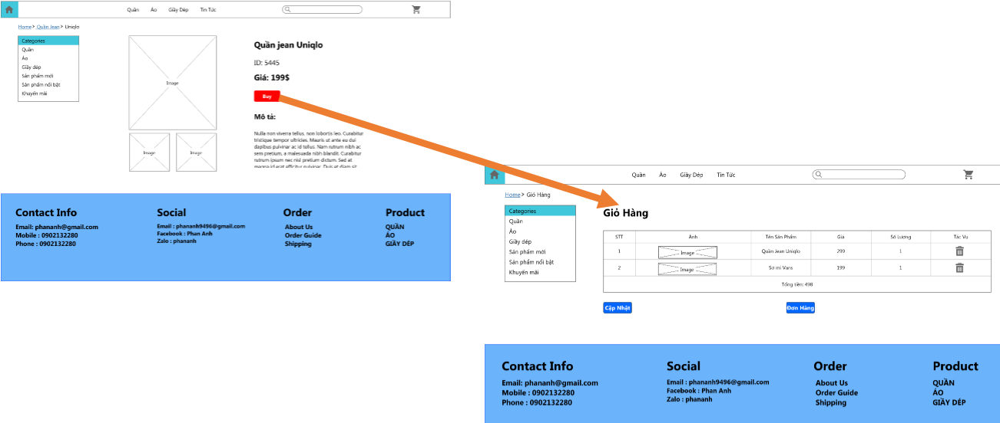 Quần Áo Giầy Dép Tin Tức
Home > Quần Jean > Uniqlo
Categories
Quần
Áo
Giầy dép
Sản phẩm mới
Sản phẩm nổi bật
Khuyến mãi
Image
Image
Image
Quần jean Uniqlo
ID: 5445
Giá: 199$
Buy
Mô tả:
Nulla non viverra tellus, non lobortis leo. Curabitur
tristique tempor ultricies. Mauris ut ante eu dui
dapibus pulvinar ac id tellus. Nam rutrum nibh ac
sem pretium, a malesuada nibh blandit. Curabitur
rutrum ipsum nec nisl pretium dictum. Sed at
magna id erat efficitur pulvinar. Duis at diam sit
Contact Info
Email: phananh@gmail.com
Mobile : 0902132280
Phone : 0902132280
Social
Email : phananh9496@gmail.com
Facebook : Phan Anh
Zalo : phananh
Order
About Us
Order Guide
Shipping
Product
QUẦN
ÁO
GIẦY DÉP
Quần Áo Giầy Dép Tin Tức
Home > Giỏ Hàng
Categories
Quần
Áo
Giầy dép
Sản phẩm mới
Sản phẩm nổi bật
Khuyến mãi
Giỏ Hàng
STT Ảnh Tên Sản Phẩm Giá Số Lượng Tác Vụ
1 Image Quần Jean Uniqlo 299 1
2 Image Sơ mi Vans 199 1
Tổng tiền: 498
Cập Nhật
Đơn Hàng
Contact Info
Email: phananh@gmail.com
Mobile : 0902132280
Phone : 0902132280
Social
Email : phananh9496@gmail.com
Facebook : Phan Anh
Zalo : phananh
Order
About Us
Order Guide
Shipping
Product
QUẦN
ÁO
GIẦY DÉP